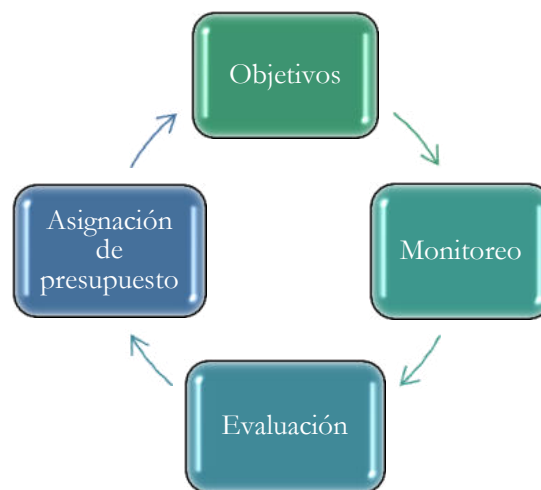 Objetivos
Monitoreo
Evaluación
Asignación
de
presupuesto